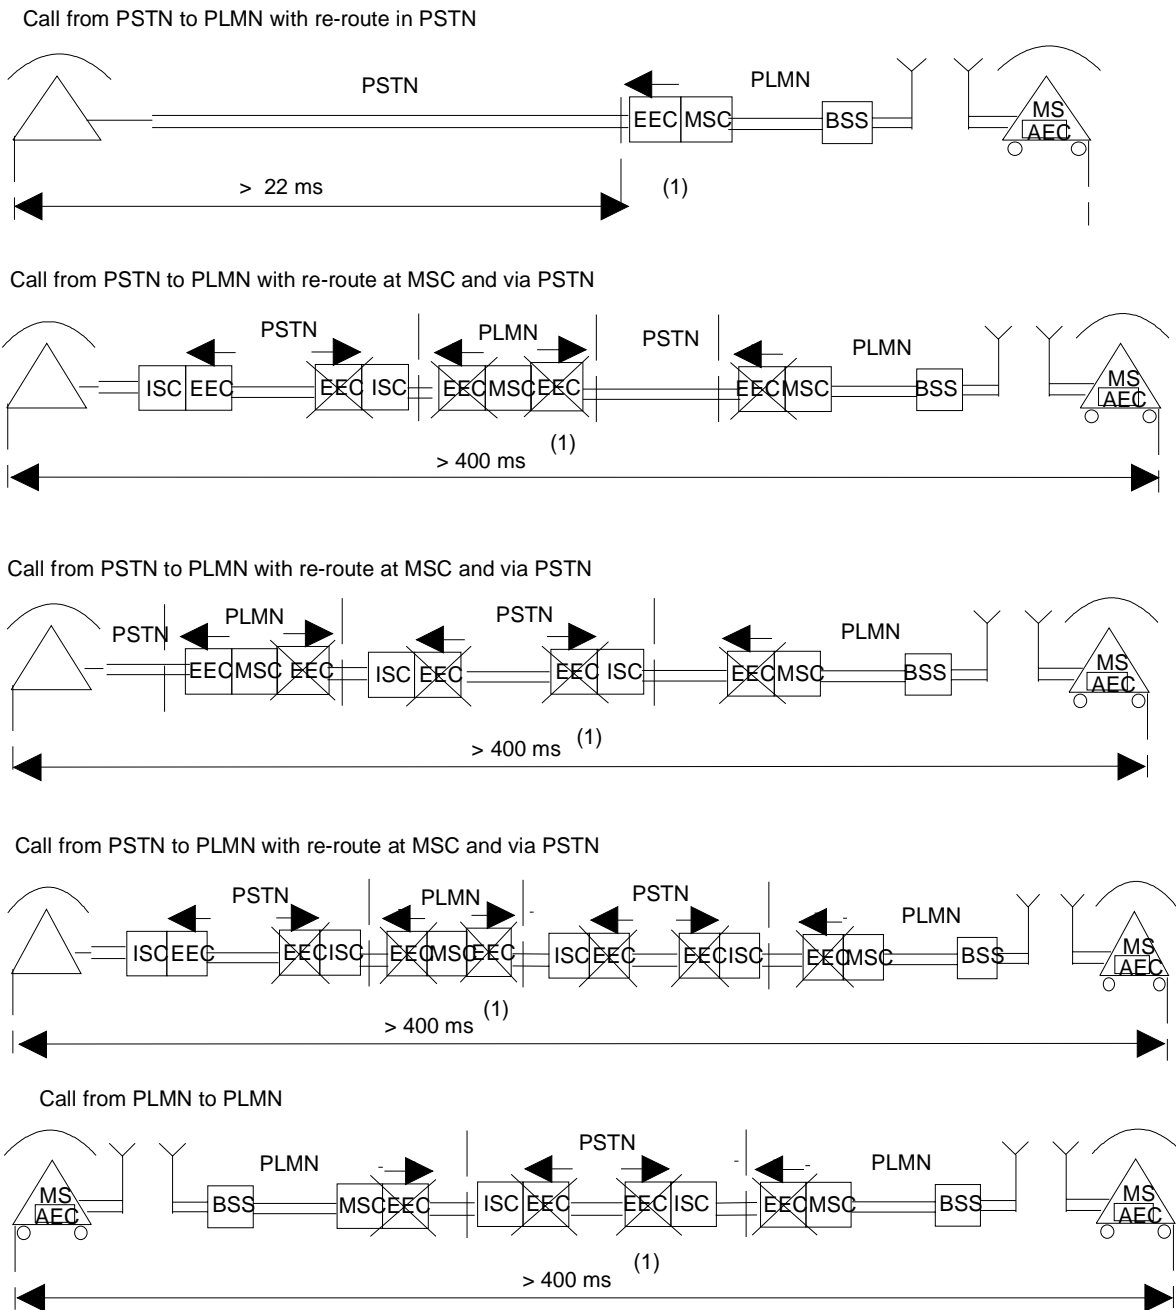 Call from PSTN to PLMN with re-route in PSTN
PSTN PLMN
EEC MSC BSS MS
AEC
> 22 ms (1)
Call from PSTN to PLMN with re-route at MSC and via PSTN
PSTN PLMN PSTN PLMN
ISC EEC EEC ISC EEC MSC EEC EEC MSC BSS MS
AEC
(1)
> 400 ms
Call from PSTN to PLMN with re-route at MSC and via PSTN
PSTN PLMN PSTN PLMN
EEC MSC EEC ISC EEC EEC ISC EEC MSC BSS MS
AEC
(1)
> 400 ms
Call from PSTN to PLMN with re-route at MSC and via PSTN
PSTN PLMN PSTN PLMN
ISC EEC EEC ISC EEC MSC EEC ISC EEC EEC ISC EEC MSC BSS MS
AEC
(1)
> 400 ms
Call from PLMN to PLMN
PLMN PSTN PLMN
MS BSS MSC EEC ISC EEC EEC ISC EEC MSC BSS MS
AEC AEC
(1)
> 400 ms